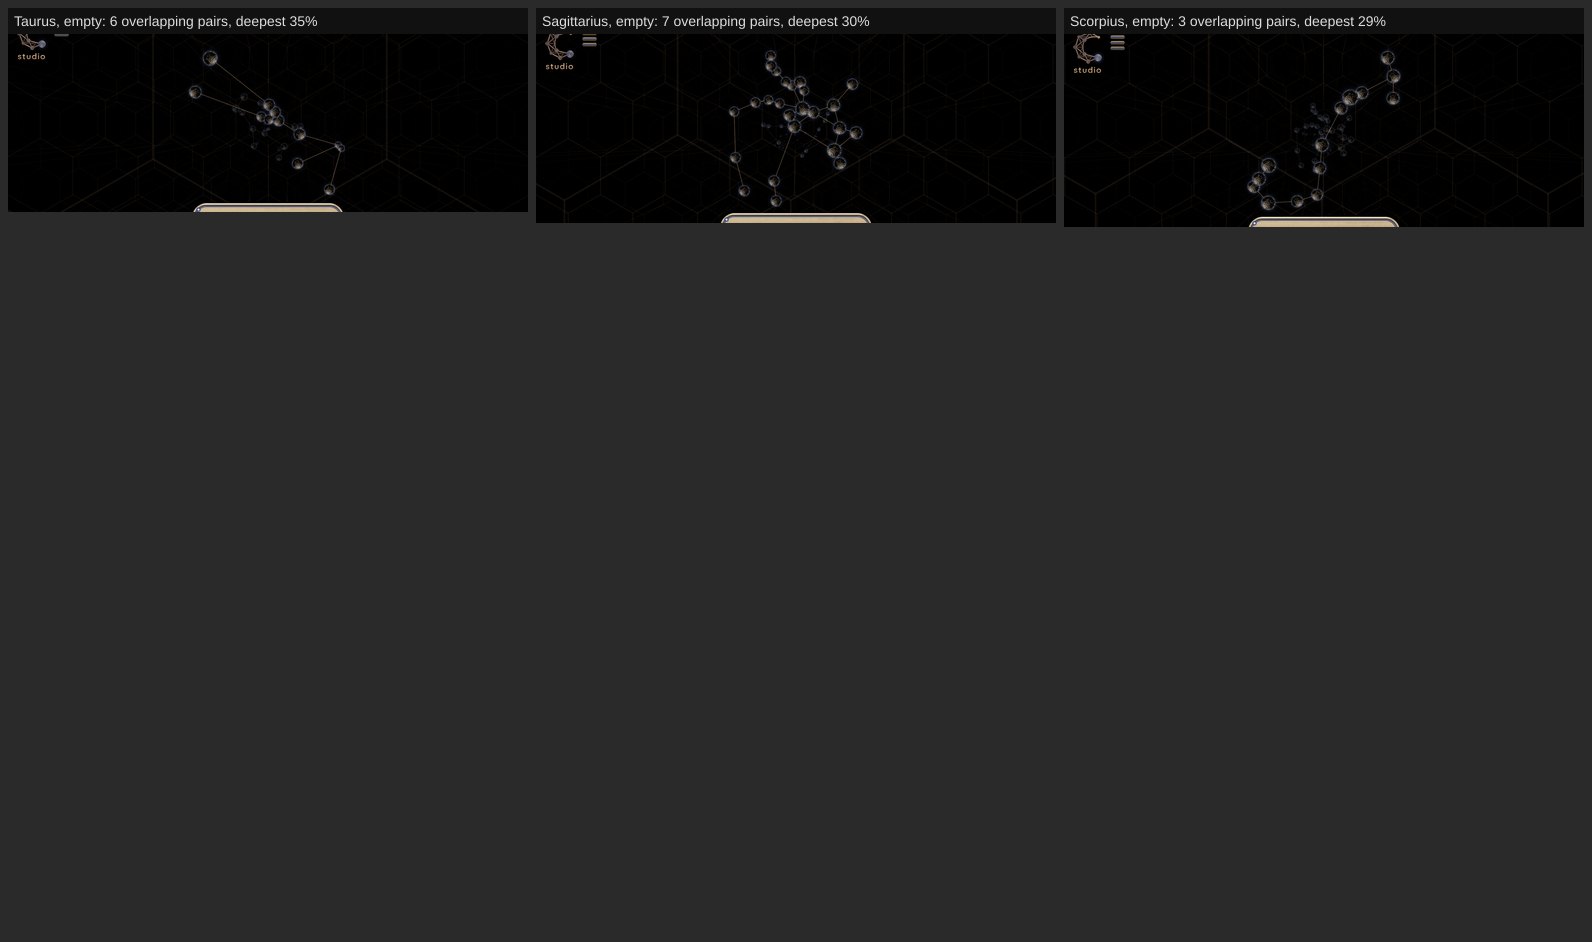 Taurus, empty: 6 overlapping pairs, deepest 35%
Sagittarius, empty: 7 overlapping pairs, deepest 30%
Scorpius, empty: 3 overlapping pairs, deepest 29%
studio
studio
studio